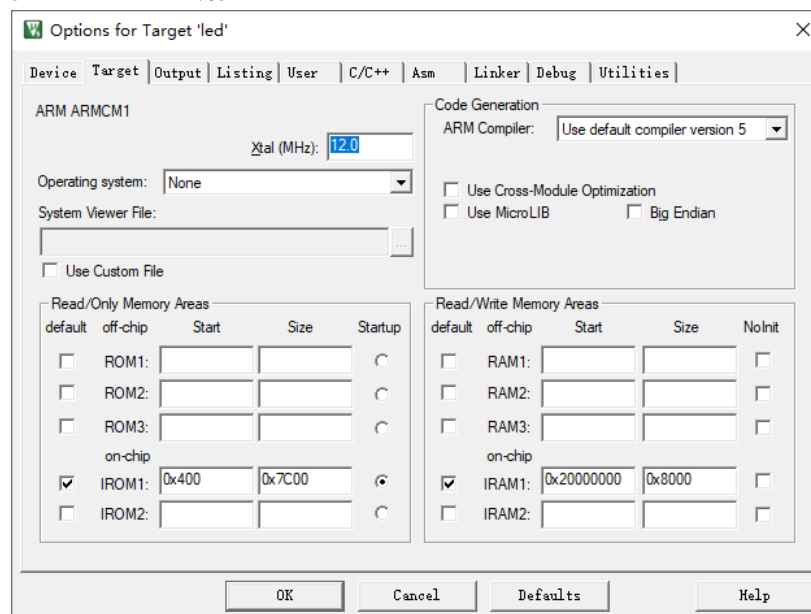 Options for Target 'led'
Device Target Output Listing User C/C++ Asm Linker Debug Utilities
ARM ARMCM1
Xtal (MHz): 12.0
Operating system: None
System Viewer File:
...
Use Custom File
Code Generation
ARM Compiler: Use default compiler version 5
Use Cross-Module Optimization
Use MicroLIB Big Endian
Read/Only Memory Areas
default off-chip Start Size Startup
ROM1:
ROM2:
ROM3:
on-chip
IROM1: 0x400 0x7C00
IROM2:
Read/Write Memory Areas
default off-chip Start Size NoInit
RAM1:
RAM2:
RAM3:
on-chip
IRAM1: 0x20000000 0x8000
IRAM2:
OK Cancel Defaults Help